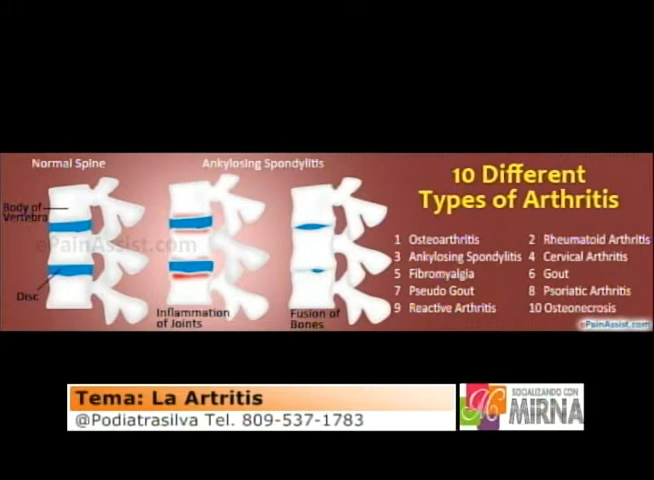 Normal Spine
Ankylosing Spondylitis
Body of
Vertebra
ePainAssist.com
Disc
Inflammation
of Joints
Fusion of
Bones
10 Different
Types of Arthritis
1 Osteoarthritis
2 Rheumatoid Arthritis
3 Ankylosing Spondylitis
4 Cervical Arthritis
5 Fibromyalgia
6 Gout
7 Pseudo Gout
8 Psoriatic Arthritis
9 Reactive Arthritis
10 Osteonecrosis
ePainAssist.com
Tema: La Artritis
@Podiatrasilva Tel. 809-537-1783
SOCIALIZANDO CON
MIRNA